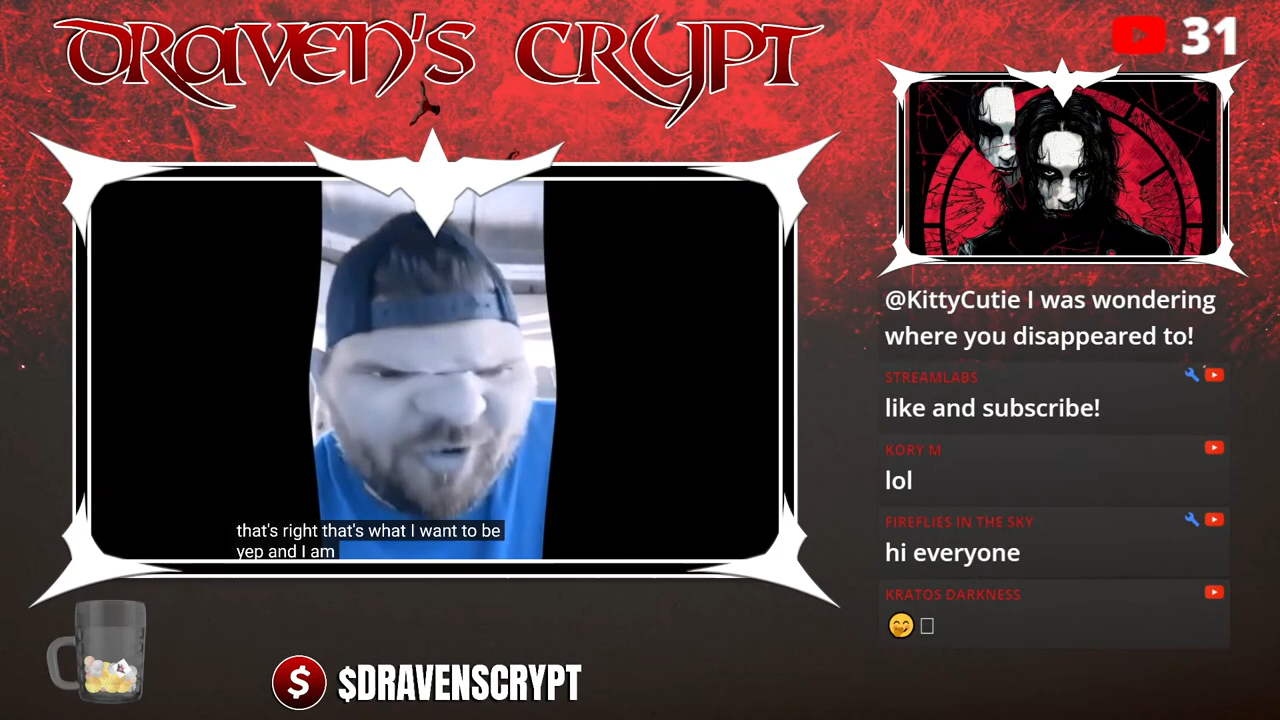 DRAVEN'S CRYPT
31
@KittyCutie I was wondering
where you disappeared to!
STREAMLABS
like and subscribe!
KORY M
lol
FIREFLIES IN THE SKY
hi everyone
KRATOS DARKNESS
that's right that's what I want to be
yep and I am
$
$DRAVENSCRYPT